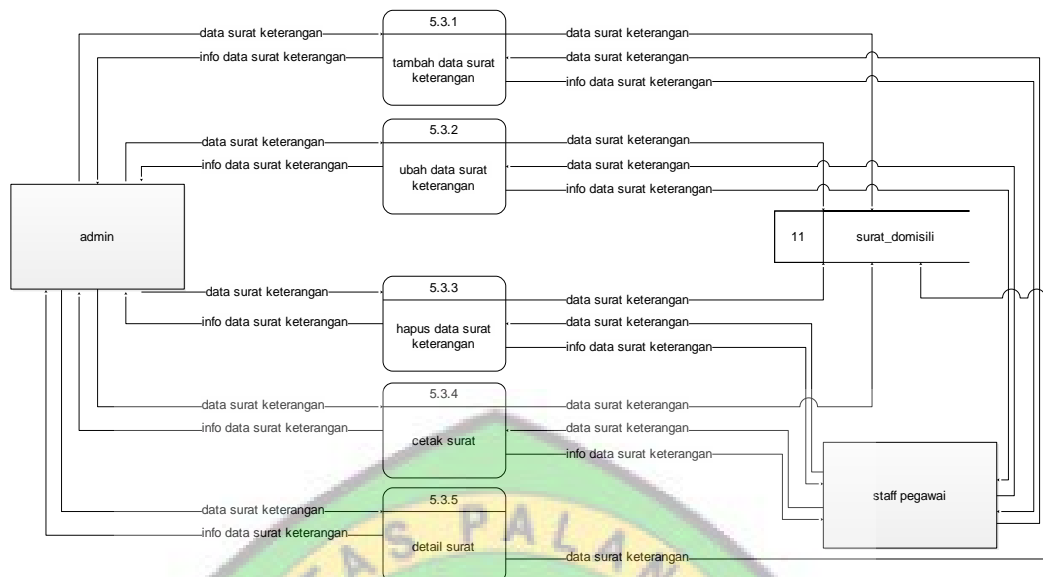 5.3.1
tambah data surat
keterangan
data surat keterangan
info data surat keterangan
data surat keterangan
data surat keterangan
info data surat keterangan
5.3.2
ubah data surat
keterangan
data surat keterangan
info data surat keterangan
data surat keterangan
data surat keterangan
info data surat keterangan
admin
11
surat_domisili
5.3.3
hapus data surat
keterangan
data surat keterangan
info data surat keterangan
data surat keterangan
data surat keterangan
info data surat keterangan
5.3.4
cetak surat
data surat keterangan
info data surat keterangan
data surat keterangan
data surat keterangan
info data surat keterangan
staff pegawai
5.3.5
detail surat
data surat keterangan
info data surat keterangan
data surat keterangan
TAS PALAN